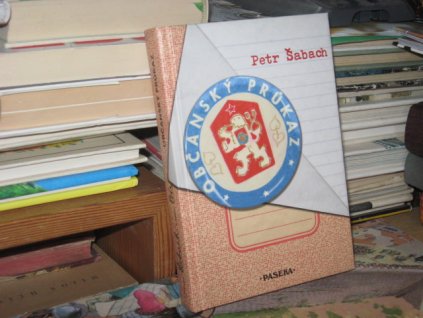 Petr Šabach
OBČANSKÝ PRŮKAZ
·PASEKA·